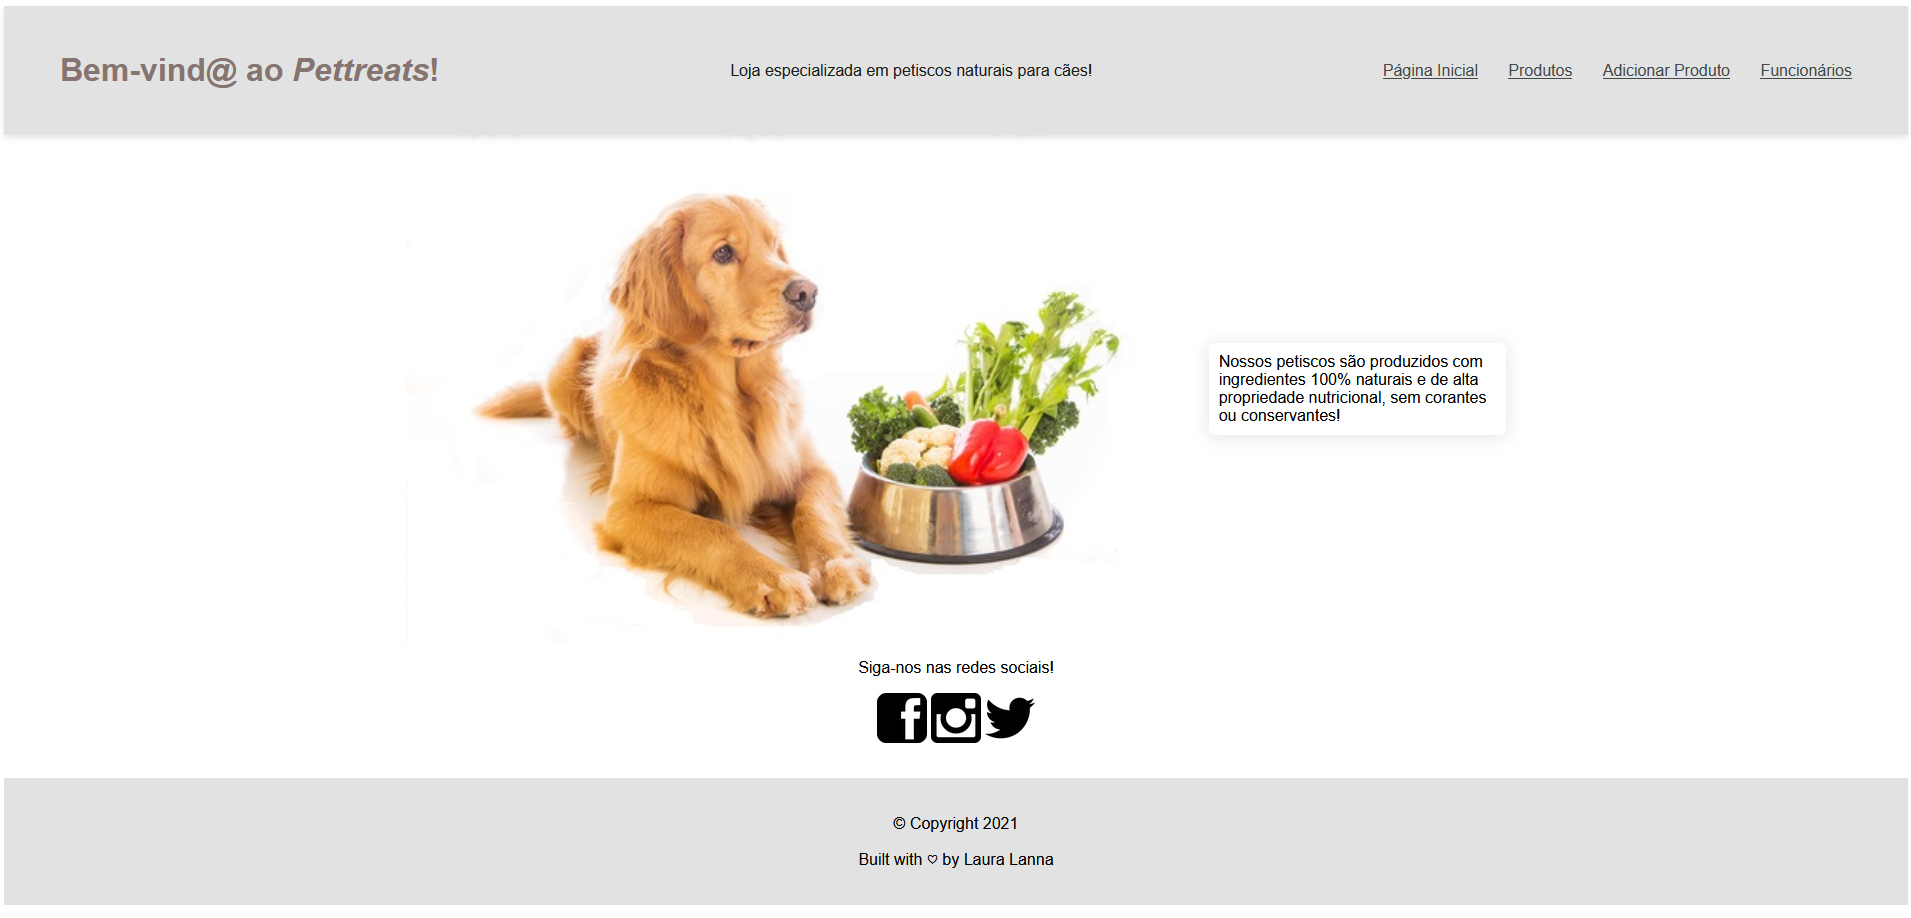 Bem-vind@ ao Pettreats!
Loja especializada em petiscos naturais para cães!
Página Inicial Produtos Adicionar Produto Funcionários
Nossos petiscos são produzidos com
ingredientes 100% naturais e de alta
propriedade nutricional, sem corantes
ou conservantes!
Siga-nos nas redes sociais!
© Copyright 2021
Built with ♡ by Laura Lanna